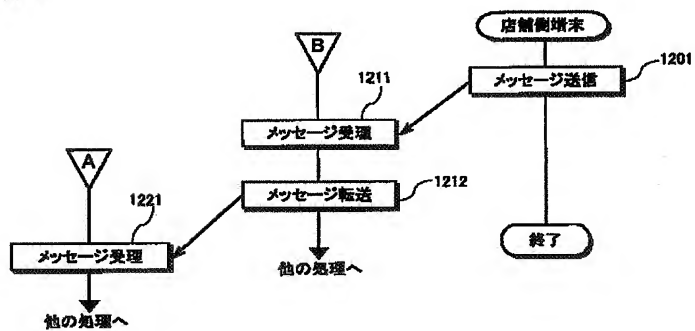 店舗側端末
B
1201
メッセージ送信
1211
メッセージ受理
A
メッセージ転送
1212
1221
メッセージ受理
終了
他の処理へ
他の処理へ